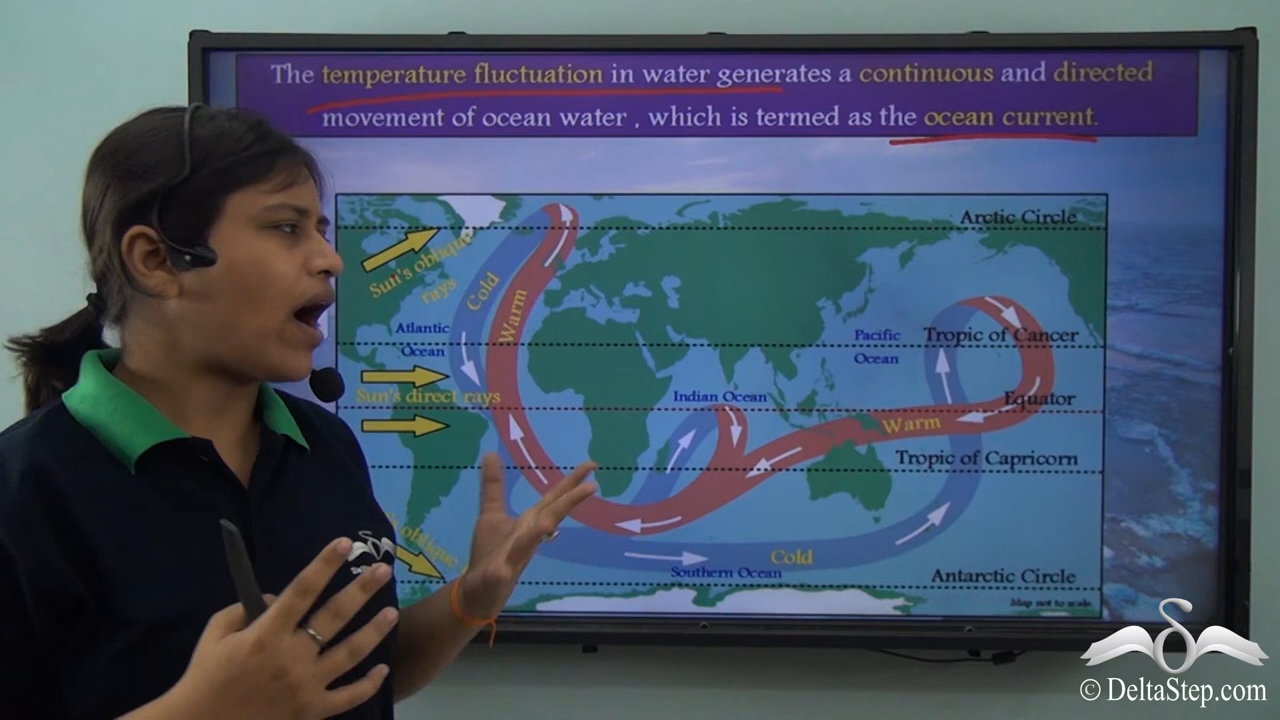 The temperature fluctuation in water generates a continuous and directed
movement of ocean water , which is termed as the ocean current.
Arctic Circle
Sun's oblique
rays
Cold
Warm
Atlantic
Ocean
Pacific
Ocean
Tropic of Cancer
Sun's direct rays
Indian Ocean
Equator
Warm
Tropic of Capricorn
oblique
Cold
Southern Ocean
Antarctic Circle
Map not to scale
© DeltaStep.com